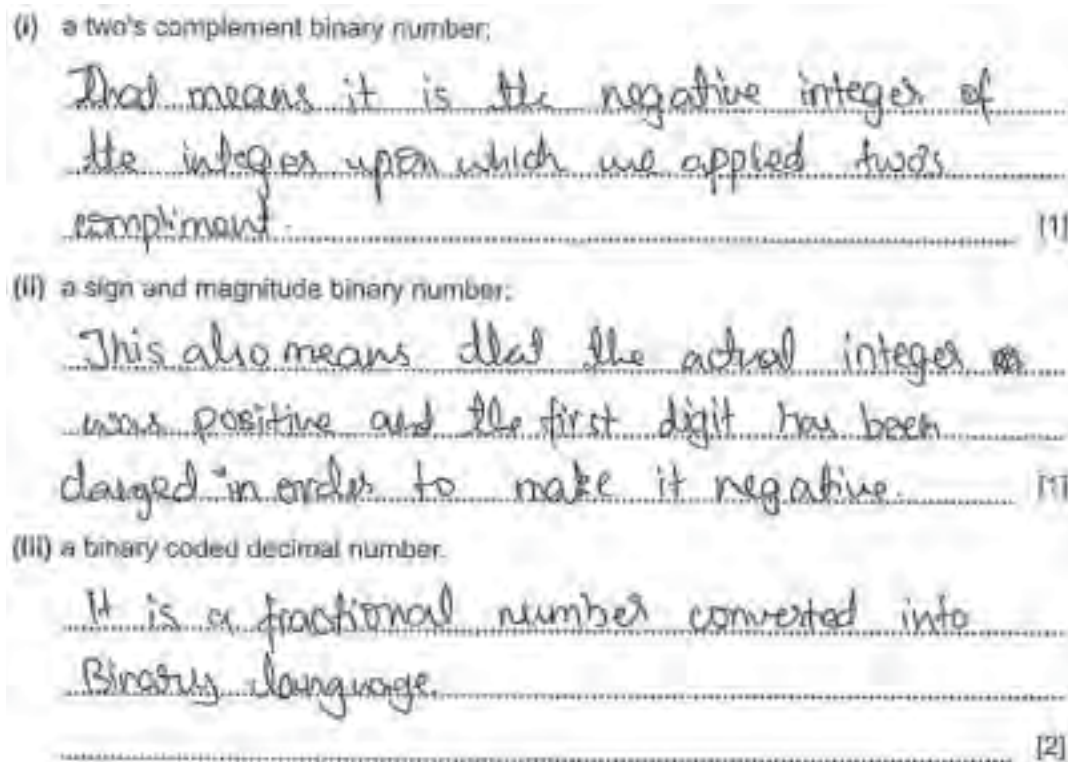 (i) a two's complement binary number;
That means it is the negative integer of
the integer upon which we applied two's
compliment. [1]
(ii) a sign and magnitude binary number;
This also means that the actual integer
was positive and the first digit has been
changed in order to make it negative. [1]
(iii) a binary coded decimal number.
It is a fractional number converted into
Binary language.
[2]